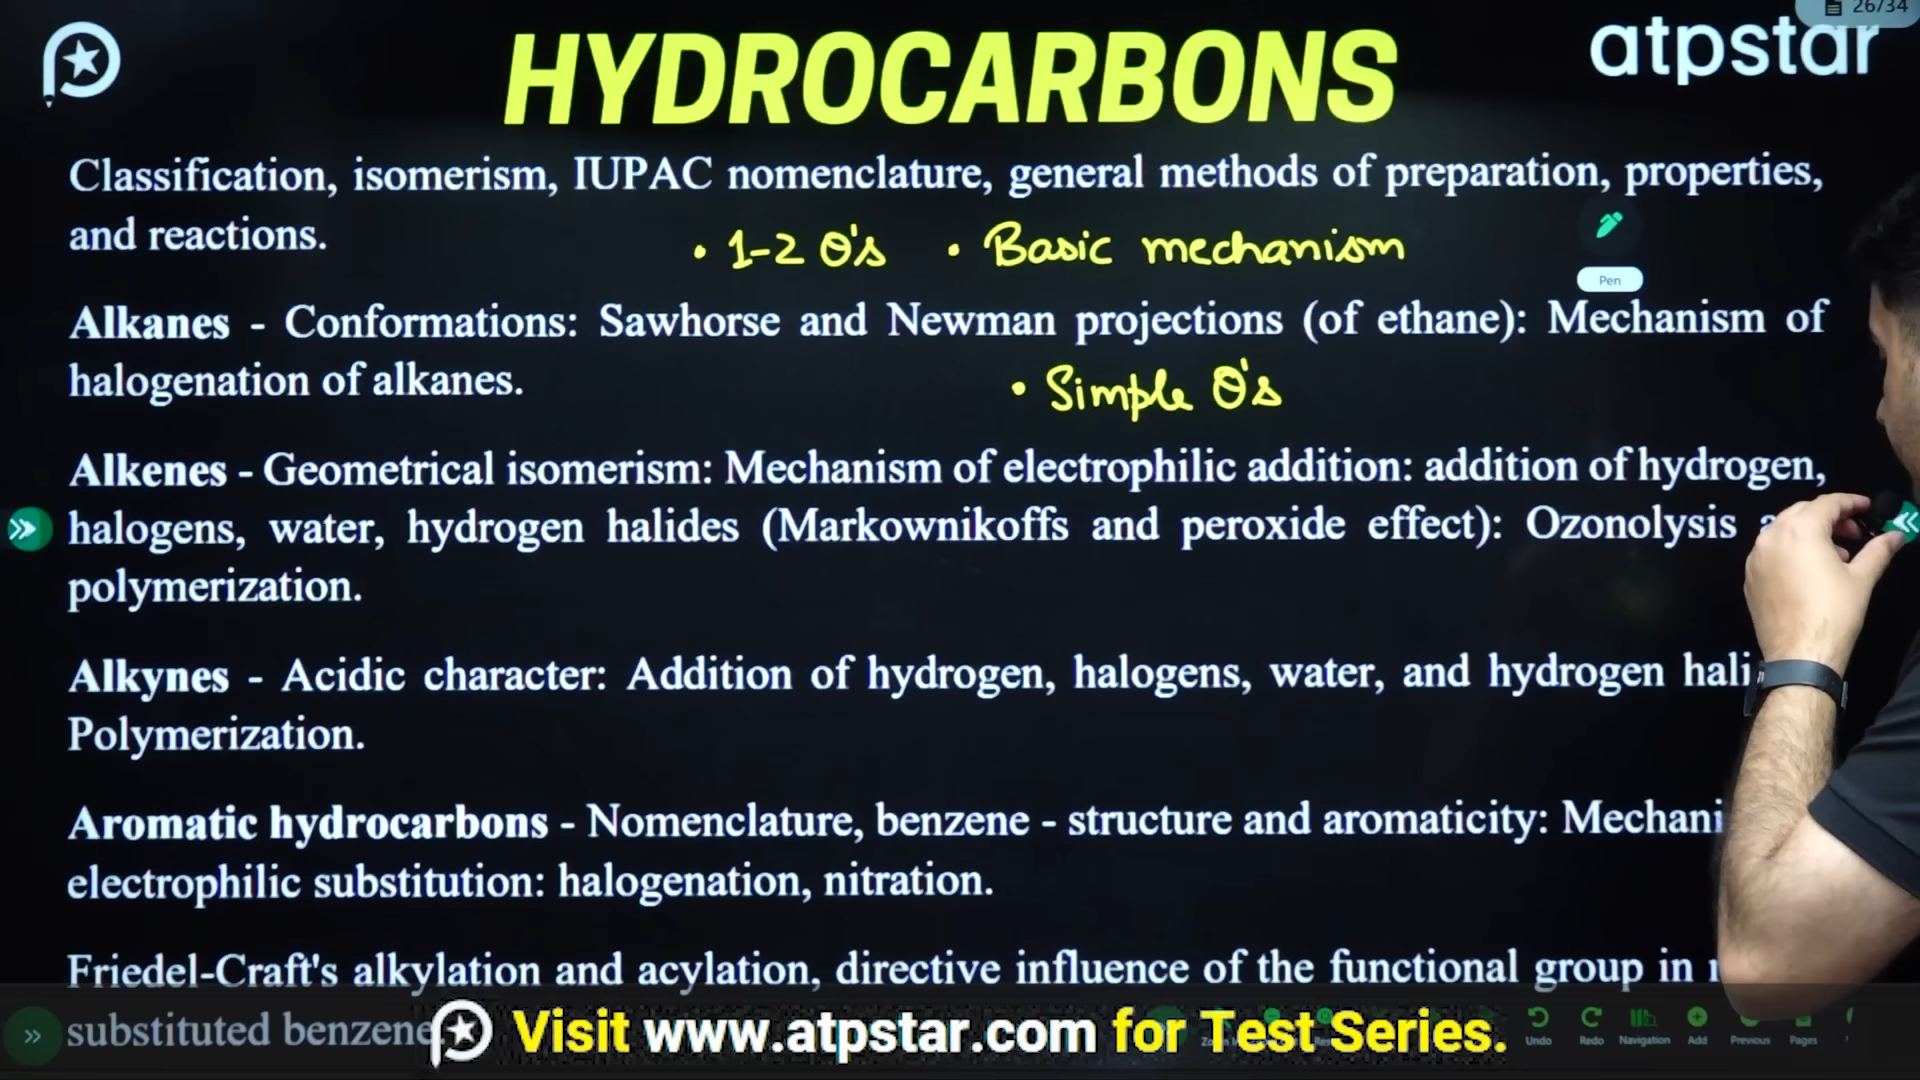 26/34
HYDROCARBONS
atpstar
Classification, isomerism, IUPAC nomenclature, general methods of preparation, properties,
and reactions.
• 1-2 Q's • Basic mechanism
Pen
Alkanes - Conformations: Sawhorse and Newman projections (of ethane): Mechanism of
halogenation of alkanes.
• Simple Q's
Alkenes - Geometrical isomerism: Mechanism of electrophilic addition: addition of hydrogen,
halogens, water, hydrogen halides (Markownikoffs and peroxide effect): Ozonolysis
polymerization.
Alkynes - Acidic character: Addition of hydrogen, halogens, water, and hydrogen hali
Polymerization.
Aromatic hydrocarbons - Nomenclature, benzene - structure and aromaticity: Mechani
electrophilic substitution: halogenation, nitration.
Friedel-Craft's alkylation and acylation, directive influence of the functional group in
substituted benzene
Visit www.atpstar.com for Test Series.
Undo Redo Navigation Add Previous Pages